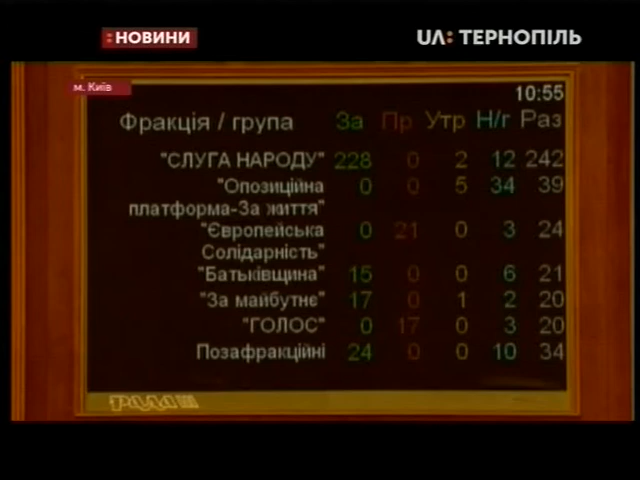 :НОВИНИ
UA: ТЕРНОПІЛЬ
м. Київ
10:55
Фракція / група За Пр Утр Н/г Раз
"СЛУГА НАРОДУ" 228 0 2 12 242
"Опозиційна 0 0 5 34 39
платформа-За життя"
"Європейська 0 21 0 3 24
Солідарність"
"Батьківщина" 15 0 0 6 21
"За майбутнє" 17 0 1 2 20
"ГОЛОС" 0 17 0 3 20
Позафракційні 24 0 0 10 34
РАДА